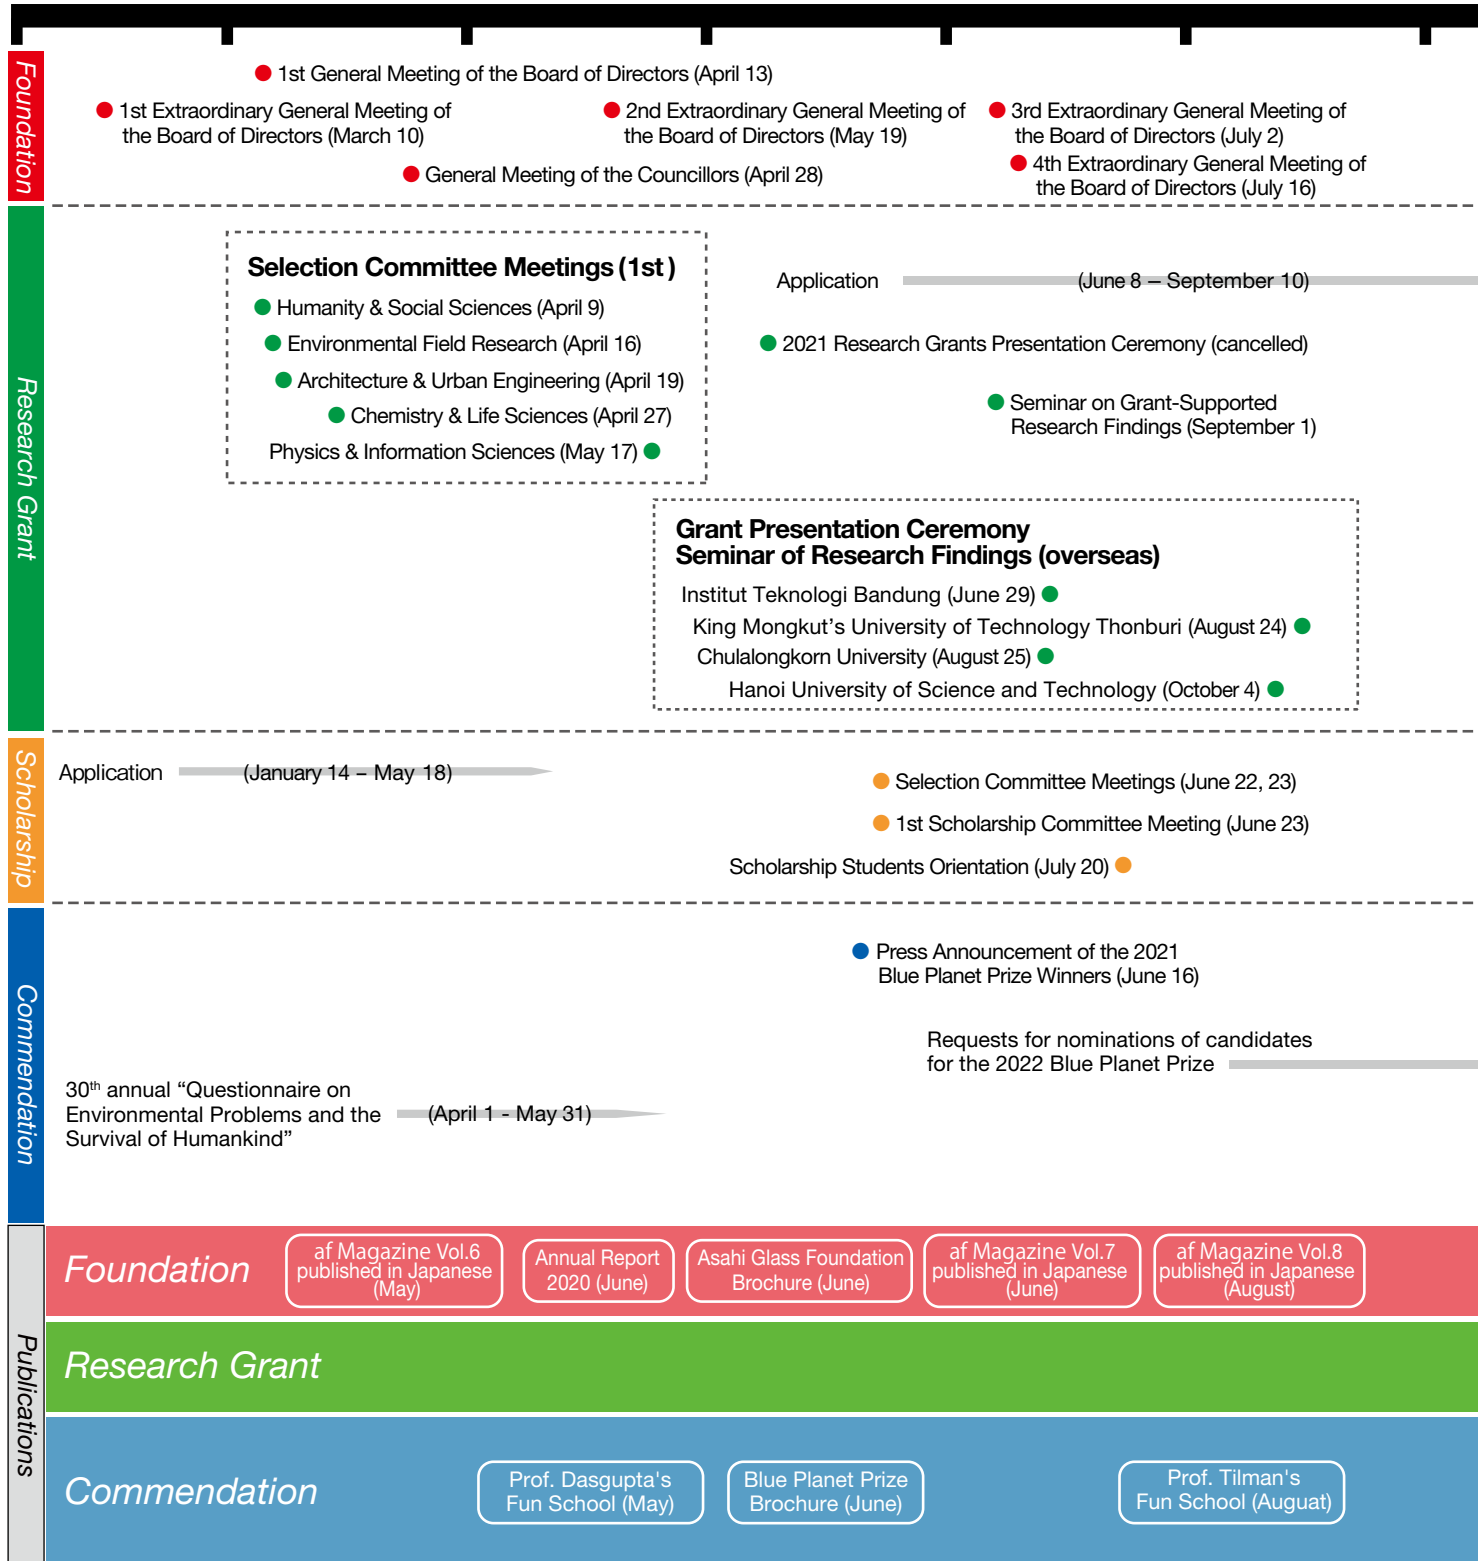 Foundation
1st General Meeting of the Board of Directors (April 13)
1st Extraordinary General Meeting of
the Board of Directors (March 10)
2nd Extraordinary General Meeting of
the Board of Directors (May 19)
3rd Extraordinary General Meeting of
the Board of Directors (July 2)
General Meeting of the Councillors (April 28)
4th Extraordinary General Meeting of
the Board of Directors (July 16)
Research Grant
Selection Committee Meetings (1st )
Humanity & Social Sciences (April 9)
Environmental Field Research (April 16)
Architecture & Urban Engineering (April 19)
Chemistry & Life Sciences (April 27)
Physics & Information Sciences (May 17)
Application (June 8 – September 10)
2021 Research Grants Presentation Ceremony (cancelled)
Seminar on Grant-Supported
Research Findings (September 1)
Grant Presentation Ceremony
Seminar of Research Findings (overseas)
Institut Teknologi Bandung (June 29)
King Mongkut’s University of Technology Thonburi (August 24)
Chulalongkorn University (August 25)
Hanoi University of Science and Technology (October 4)
Scholarship
Application (January 14 – May 18)
Selection Committee Meetings (June 22, 23)
1st Scholarship Committee Meeting (June 23)
Scholarship Students Orientation (July 20)
Commendation
Press Announcement of the 2021
Blue Planet Prize Winners (June 16)
Requests for nominations of candidates
for the 2022 Blue Planet Prize
30th annual “Questionnaire on
Environmental Problems and the
Survival of Humankind”
(April 1 - May 31)
Publications
Foundation
af Magazine Vol.6
published in Japanese
(May)
Annual Report
2020 (June)
Asahi Glass Foundation
Brochure (June)
af Magazine Vol.7
published in Japanese
(June)
af Magazine Vol.8
published in Japanese
(August)
Research Grant
Commendation
Prof. Dasgupta's
Fun School (May)
Blue Planet Prize
Brochure (June)
Prof. Tilman's
Fun School (Auguat)